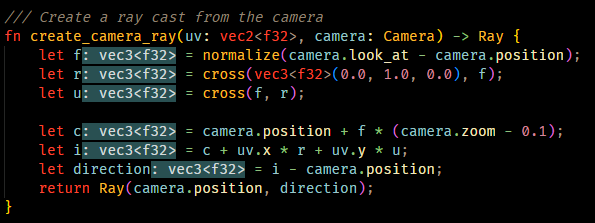 /// Create a ray cast from the camera
fn create_camera_ray(uv: vec2<f32>, camera: Camera) -> Ray {
    let f: vec3<f32> = normalize(camera.look_at - camera.position);
    let r: vec3<f32> = cross(vec3<f32>(0.0, 1.0, 0.0), f);
    let u: vec3<f32> = cross(f, r);

    let c: vec3<f32> = camera.position + f * (camera.zoom - 0.1);
    let i: vec3<f32> = c + uv.x * r + uv.y * u;
    let direction: vec3<f32> = i - camera.position;
    return Ray(camera.position, direction);
}